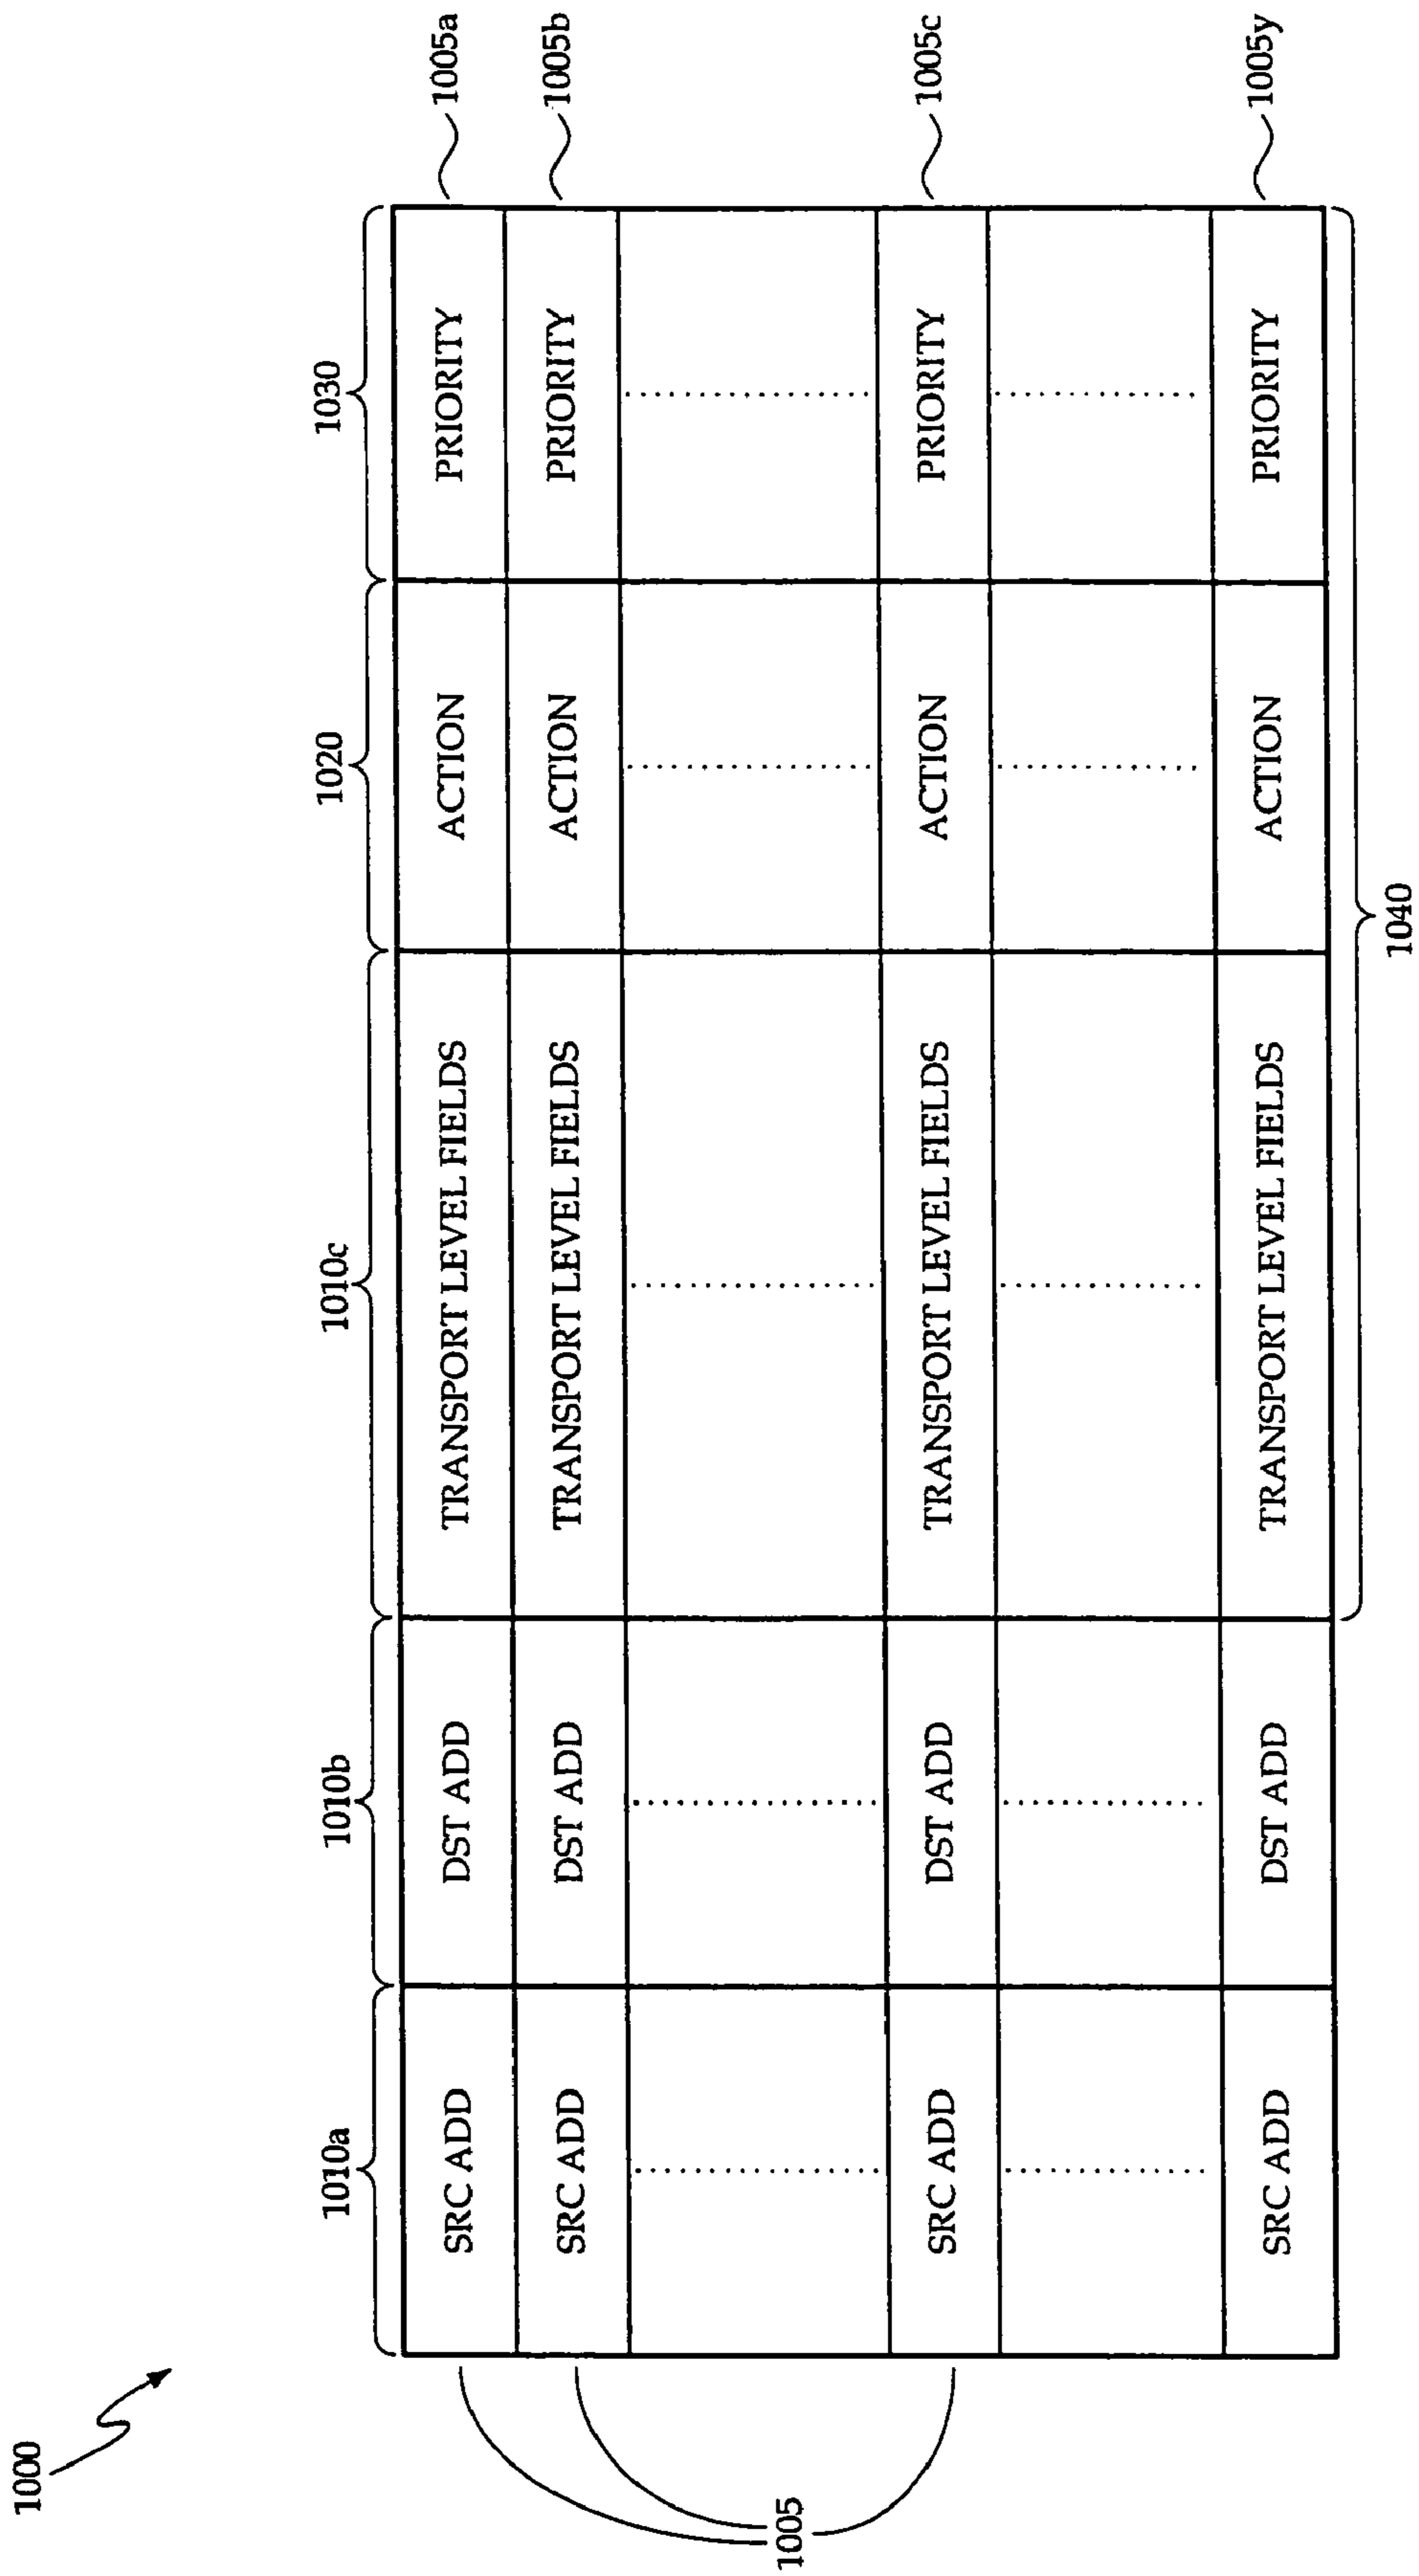 1000
1010a 1010b 1010c 1020 1030
SRC ADD DST ADD TRANSPORT LEVEL FIELDS ACTION PRIORITY 1005a
SRC ADD DST ADD TRANSPORT LEVEL FIELDS ACTION PRIORITY 1005b
1005
SRC ADD DST ADD TRANSPORT LEVEL FIELDS ACTION PRIORITY 1005c
SRC ADD DST ADD TRANSPORT LEVEL FIELDS ACTION PRIORITY 1005y
1040